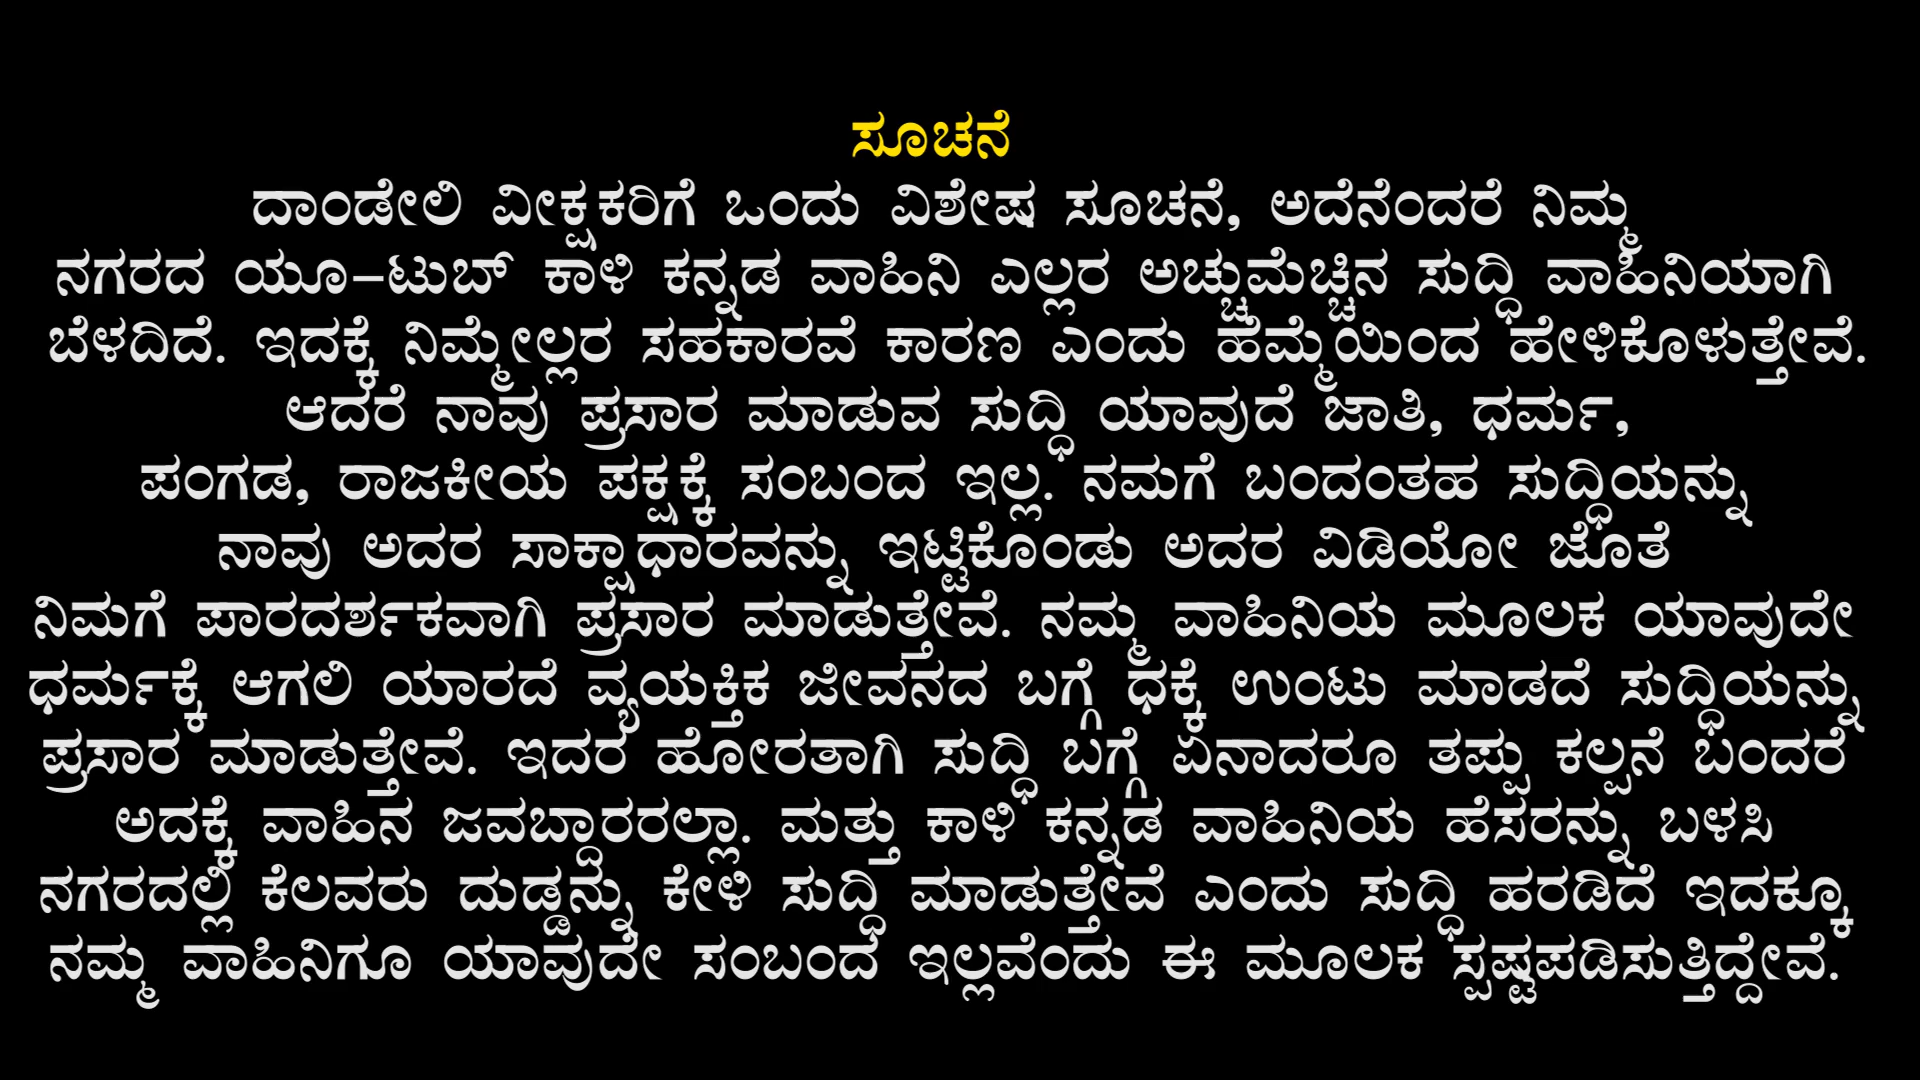 ಸೂಚನೆ
ದಾಂಡೇಲಿ ವೀಕ್ಷಕರಿಗೆ ಒಂದು ವಿಶೇಷ ಸೂಚನೆ, ಅದೆನೆಂದರೆ ನಿಮ್ಮ
ನಗರದ ಯೂ–ಟುಬ್ ಕಾಳಿ ಕನ್ನಡ ವಾಹಿನಿ ಎಲ್ಲರ ಅಚ್ಚುಮೆಚ್ಚಿನ ಸುದ್ಧಿ ವಾಹಿನಿಯಾಗಿ
ಬೆಳದಿದೆ. ಇದಕ್ಕೆ ನಿಮ್ಮೇಲ್ಲರ ಸಹಕಾರವೆ ಕಾರಣ ಎಂದು ಹೆಮ್ಮೆಯಿಂದ ಹೇಳಿಕೊಳುತ್ತೇವೆ.
ಆದರೆ ನಾವು ಪ್ರಸಾರ ಮಾಡುವ ಸುದ್ಧಿ ಯಾವುದೆ ಜಾತಿ, ಧರ್ಮ,
ಪಂಗಡ, ರಾಜಕೀಯ ಪಕ್ಷಕ್ಕೆ ಸಂಬಂದ ಇಲ್ಲ. ನಮಗೆ ಬಂದಂತಹ ಸುದ್ಧಿಯನ್ನು
ನಾವು ಅದರ ಸಾಕ್ಷಾಧಾರವನ್ನು ಇಟ್ಟಿಕೊಂಡು ಅದರ ವಿಡಿಯೋ ಜೊತೆ
ನಿಮಗೆ ಪಾರದರ್ಶಕವಾಗಿ ಪ್ರಸಾರ ಮಾಡುತ್ತೇವೆ. ನಮ್ಮ ವಾಹಿನಿಯ ಮೂಲಕ ಯಾವುದೇ
ಧರ್ಮಕ್ಕೆ ಆಗಲಿ ಯಾರದೆ ವ್ಯಯಕ್ತಿಕ ಜೀವನದ ಬಗ್ಗೆ ಧಕ್ಕೆ ಉಂಟು ಮಾಡದೆ ಸುದ್ಧಿಯನ್ನು
ಪ್ರಸಾರ ಮಾಡುತ್ತೇವೆ. ಇದರ ಹೋರತಾಗಿ ಸುದ್ಧಿ ಬಗ್ಗೆ ಏನಾದರೂ ತಪ್ಪು ಕಲ್ಪನೆ ಬಂದರೆ
ಅದಕ್ಕೆ ವಾಹಿನ ಜವಬ್ದಾರರಲ್ಲಾ. ಮತ್ತು ಕಾಳಿ ಕನ್ನಡ ವಾಹಿನಿಯ ಹೆಸರನ್ನು ಬಳಸಿ
ನಗರದಲ್ಲಿ ಕೆಲವರು ದುಡ್ಡನ್ನು ಕೇಳಿ ಸುದ್ಧಿ ಮಾಡುತ್ತೇವೆ ಎಂದು ಸುದ್ಧಿ ಹರಡಿದೆ ಇದಕ್ಕೂ
ನಮ್ಮ ವಾಹಿನಿಗೂ ಯಾವುದೇ ಸಂಬಂದ ಇಲ್ಲವೆಂದು ಈ ಮೂಲಕ ಸ್ಪಷ್ಟಪಡಿಸುತ್ತಿದ್ದೇವೆ.